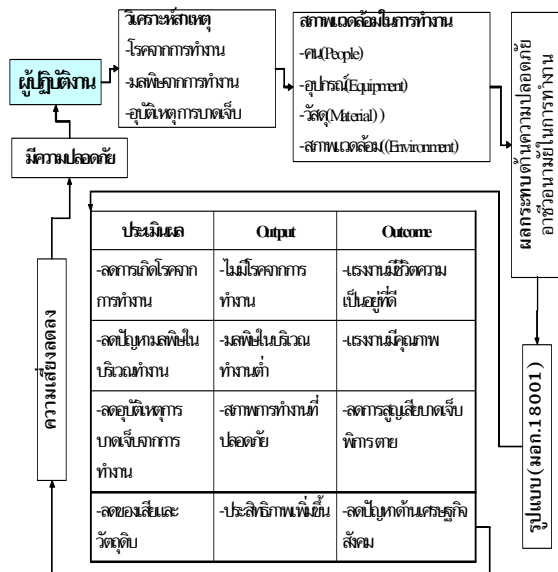 วิเคราะห์สาเหตุ
-โรคจากการทำงาน
-มลพิษจากการทำงาน
-อุบัติเหตุการบาดเจ็บ
สภาพแวดล้อมในการทำงาน
-คน(People)
-อุปกรณ์(Equipment)
-วัสดุ(Material))
-สภาพแวดล้อม((Environment)
ผลกระทบด้านความปลอดภัย
อาชีวอนามัยในการทำงาน
ผู้ปฏิบัติงาน
มีความปลอดภัย
ความเสี่ยงลดลง
ประเมินผล
Output
Outcome
-ลดการเกิดโรคจาก
การทำงาน
-ไม่มีโรคจากการ
ทำงาน
-แรงงานมีชีวิตความ
เป็นอยู่ที่ดี
-ลดปัญหามลพิษใน
บริเวณทำงาน
-มลพิษในบริเวณ
ทำงานต่ำ
-แรงงานมีคุณภาพ
-ลดอุบัติเหตุการ
บาดเจ็บจากการ
ทำงาน
-สภาพการทำงานที่
ปลอดภัย
-ลดการสูญเสียบาดเจ็บ
พิการ ตาย
-ลดของเสียและ
วัตถุดิบ
-ประสิทธิภาพเพิ่มขึ้น
-ลดปัญหาด้านเศรษฐกิจ
สังคม
รูปแบบ(มอก.18001)